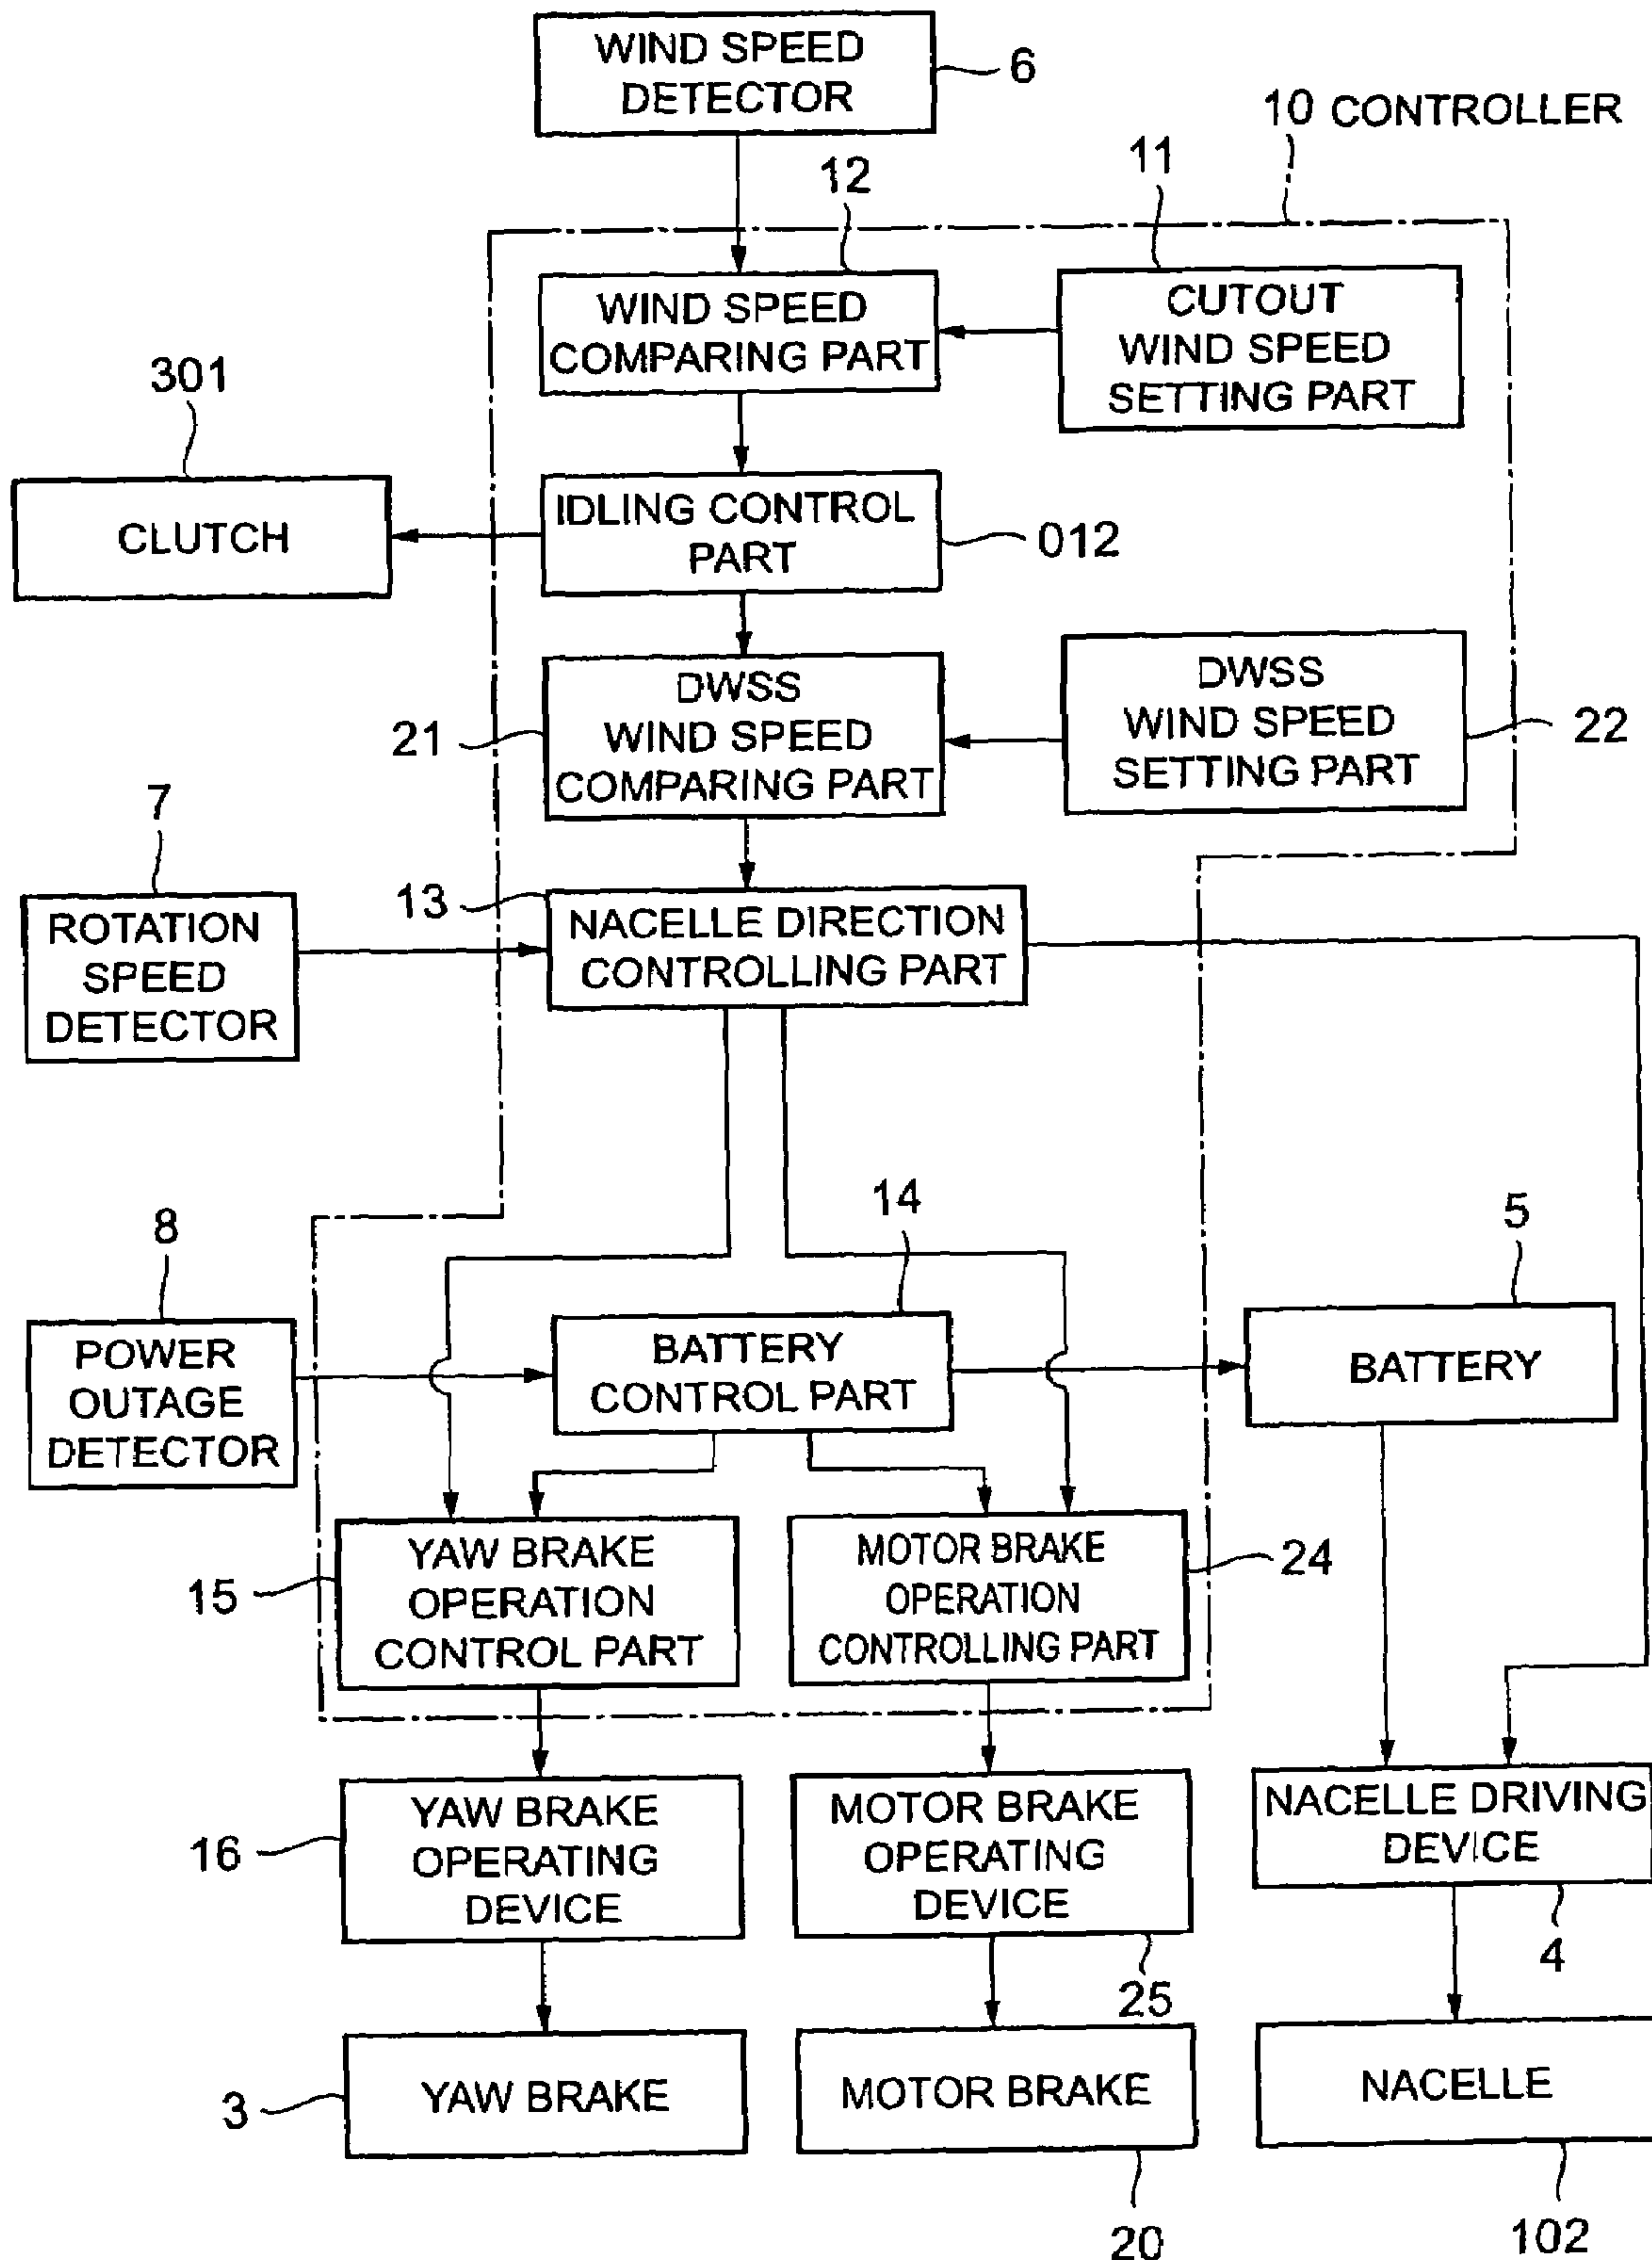 WIND SPEED
DETECTOR
6
10 CONTROLLER
11
12
WIND SPEED
COMPARING PART
CUTOUT
WIND SPEED
SETTING PART
301
CLUTCH
IDLING CONTROL
PART
012
DWSS
WIND SPEED
COMPARING PART
21
DWSS
WIND SPEED
SETTING PART
22
7
ROTATION
SPEED
DETECTOR
13
NACELLE DIRECTION
CONTROLLING PART
14
5
8
POWER
OUTAGE
DETECTOR
BATTERY
CONTROL PART
BATTERY
15
YAW BRAKE
OPERATION
CONTROL PART
MOTOR BRAKE
OPERATION
CONTROLLING PART
24
16
YAW BRAKE
OPERATING
DEVICE
MOTOR BRAKE
OPERATING
DEVICE
25
NACELLE DRIVING
DEVICE
4
3
YAW BRAKE
MOTOR BRAKE
20
NACELLE
102